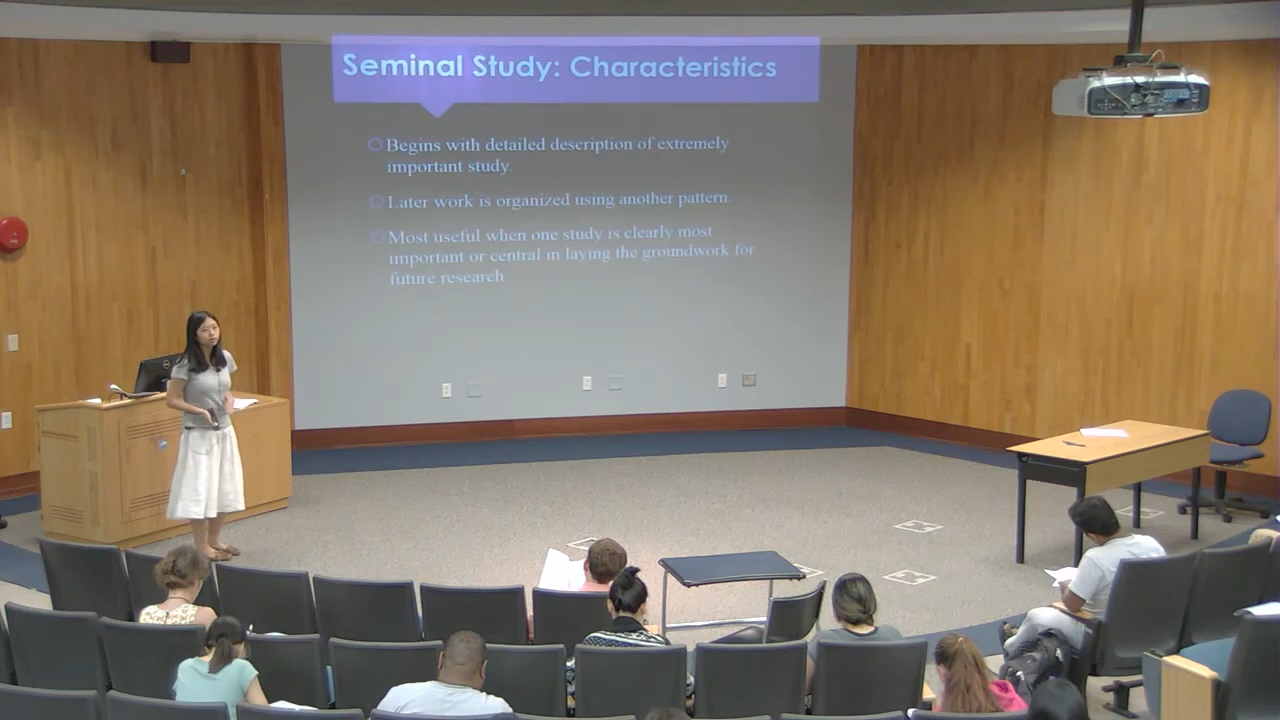 Seminal Study: Characteristics
Begins with detailed description of extremely
important study.
Later work is organized using another pattern.
Most useful when one study is clearly most
important or central in laying the groundwork for
future research